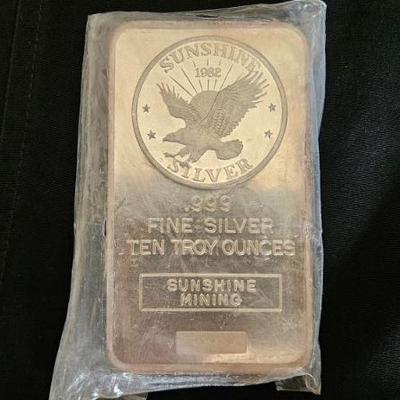 SUNSHINE
1982
SILVER
.999
FINE SILVER
TEN TROY OUNCES
SUNSHINE
MINING